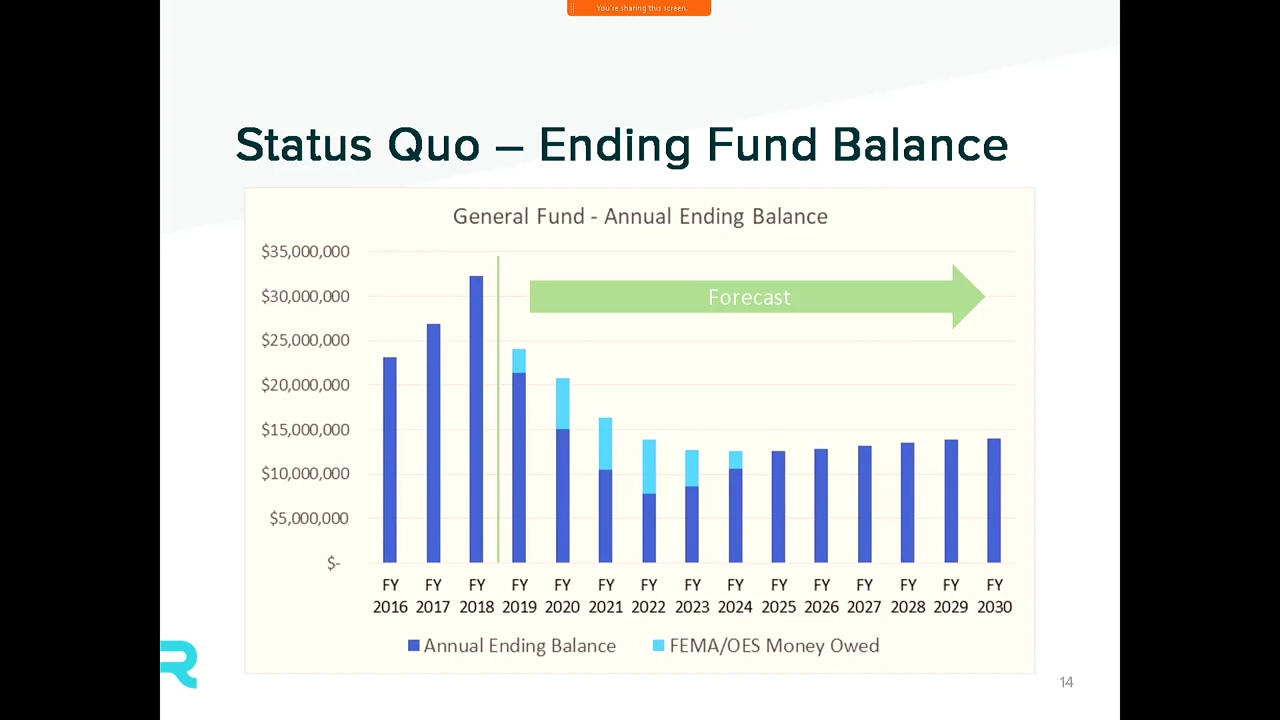 You're sharing this screen.
Status Quo – Ending Fund Balance
General Fund - Annual Ending Balance
$35,000,000
$30,000,000
$25,000,000
$20,000,000
$15,000,000
$10,000,000
$5,000,000
$-
Forecast
FY 2016
FY 2017
FY 2018
FY 2019
FY 2020
FY 2021
FY 2022
FY 2023
FY 2024
FY 2025
FY 2026
FY 2027
FY 2028
FY 2029
FY 2030
Annual Ending Balance
FEMA/OES Money Owed
R
14